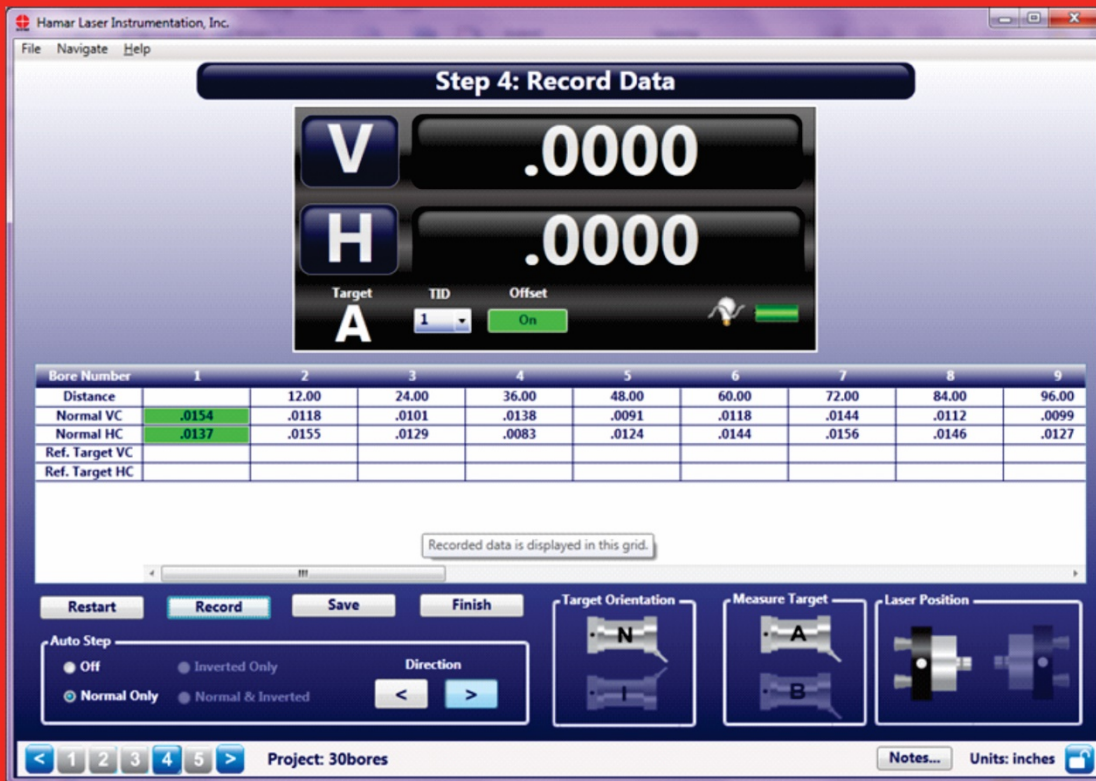 Hamar Laser Instrumentation, Inc.
File Navigate Help
Step 4: Record Data
V .0000
H .0000
Target TID Offset
A 1 On
Bore Number 1 2 3 4 5 6 7 8 9
Distance 12.00 24.00 36.00 48.00 60.00 72.00 84.00 96.00
Normal VC .0154 .0118 .0101 .0138 .0091 .0118 .0144 .0112 .0099
Normal HC .0137 .0155 .0129 .0083 .0124 .0144 .0156 .0146 .0127
Ref. Target VC
Ref. Target HC
Recorded data is displayed in this grid.
Restart Record Save Finish
Target Orientation Measure Target Laser Position
N A
I B
Auto Step
Off Inverted Only Direction
Normal Only Normal & Inverted < >
< 1 2 3 4 5 > Project: 30bores Notes... Units: inches